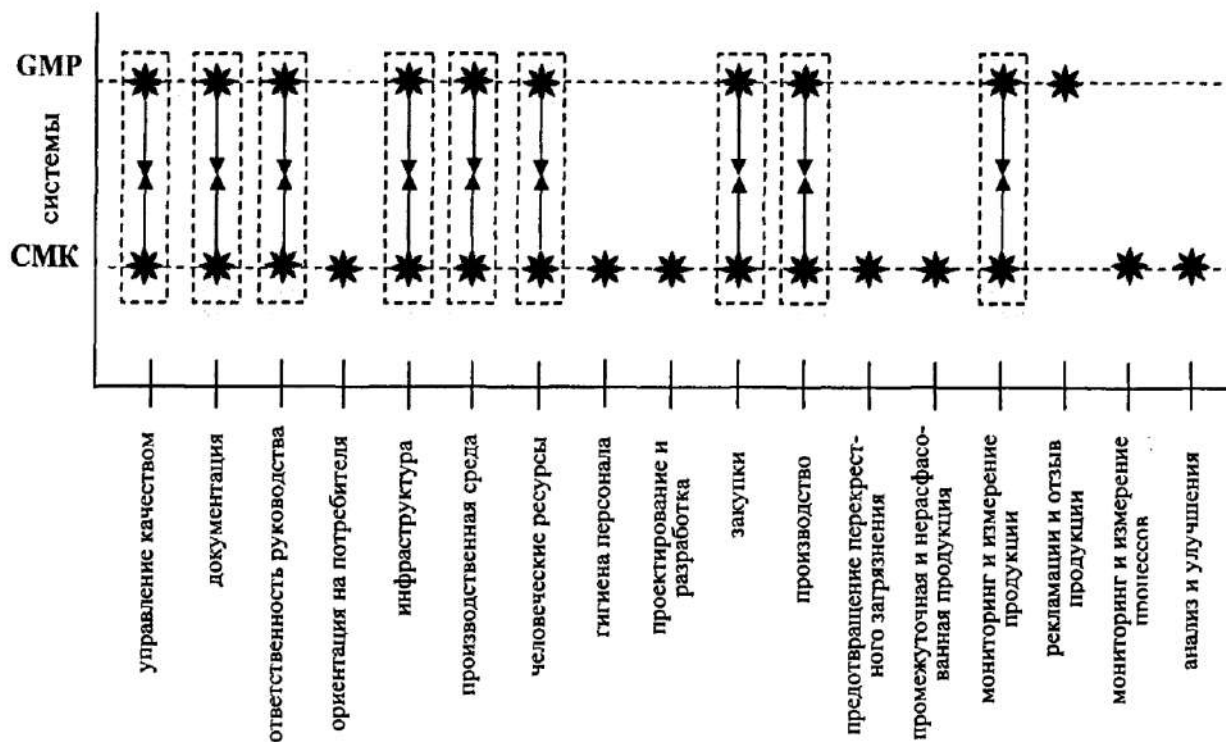 GMP
системы
СМК
управление качеством
документация
ответственность руководства
ориентация на потребителя
инфраструктура
производственная среда
человеческие ресурсы
гигиена персонала
проектирование и
разработка
закупки
производство
предотвращение перекрест-
ного загрязнения
промежуточная и нерасфасо-
ванная продукция
мониторинг и измерение
продукции
рекламации и отзыв
продукции
мониторинг и измерение
процессов
анализ и улучшения